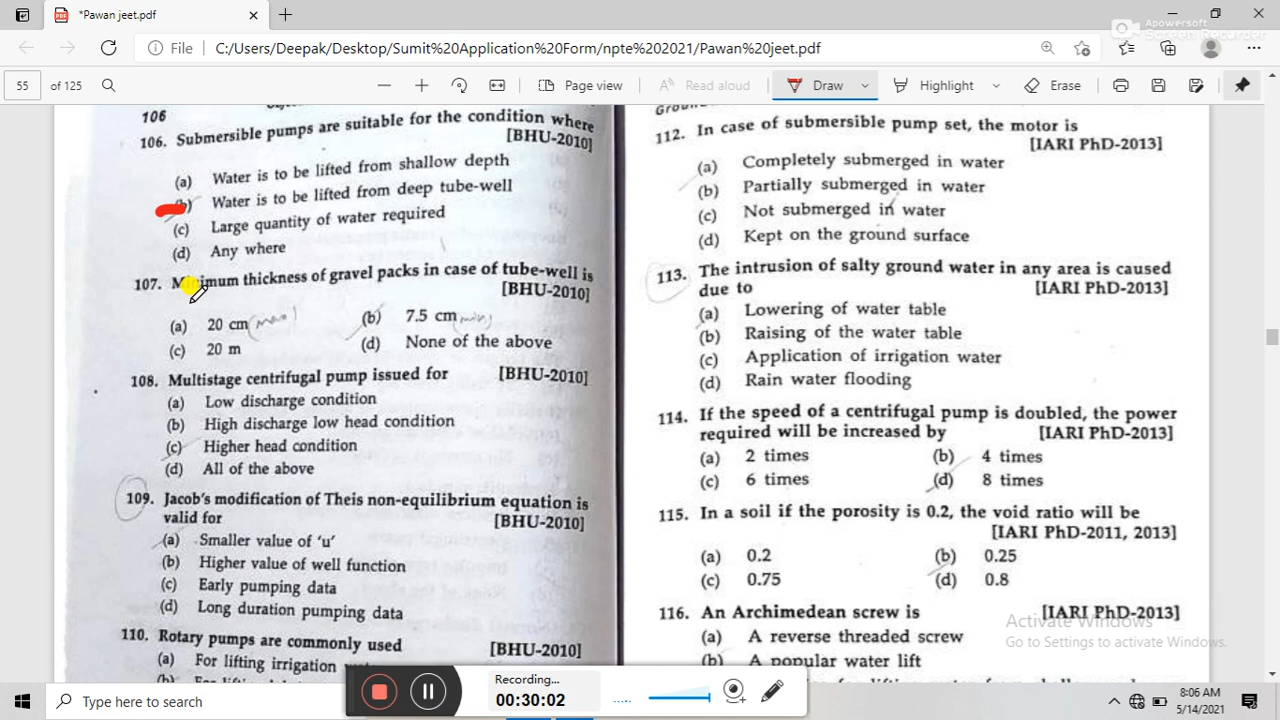 *Pawan jeet.pdf
Apowersoft
Screen Recorder
File C:/Users/Deepak/Desktop/Sumit%20Application%20Form/npte%202021/Pawan%20jeet.pdf
55 of 125
Page view
Read aloud
Draw
Highlight
Erase
106
106. Submersible pumps are suitable for the condition where
[BHU-2010]
(a) Water is to be lifted from shallow depth
(b) Water is to be lifted from deep tube-well
(c) Large quantity of water required
(d) Any where
107. Minimum thickness of gravel packs in case of tube-well is
[BHU-2010]
(a) 20 cm (max) (b) 7.5 cm (min)
(c) 20 m (d) None of the above
108. Multistage centrifugal pump issued for [BHU-2010]
(a) Low discharge condition
(b) High discharge low head condition
(c) Higher head condition
(d) All of the above
109. Jacob's modification of Theis non-equilibrium equation is
valid for [BHU-2010]
(a) Smaller value of 'u'
(b) Higher value of well function
(c) Early pumping data
(d) Long duration pumping data
110. Rotary pumps are commonly used [BHU-2010]
(a) For lifting irrigation
(b)
112. In case of submersible pump set, the motor is
[IARI PhD-2013]
(a) Completely submerged in water
(b) Partially submerged in water
(c) Not submerged in water
(d) Kept on the ground surface
113. The intrusion of salty ground water in any area is caused
due to [IARI PhD-2013]
(a) Lowering of water table
(b) Raising of the water table
(c) Application of irrigation water
(d) Rain water flooding
114. If the speed of a centrifugal pump is doubled, the power
required will be increased by [IARI PhD-2013]
(a) 2 times (b) 4 times
(c) 6 times (d) 8 times
115. In a soil if the porosity is 0.2, the void ratio will be
[IARI PhD-2011, 2013]
(a) 0.2 (b) 0.25
(c) 0.75 (d) 0.8
116. An Archimedean screw is [IARI PhD-2013]
(a) A reverse threaded screw
(b) A popular water lift
Activate Windows
Go to Settings to activate Windows.
Recording...
00:30:02
Type here to search
8:06 AM
5/14/2021